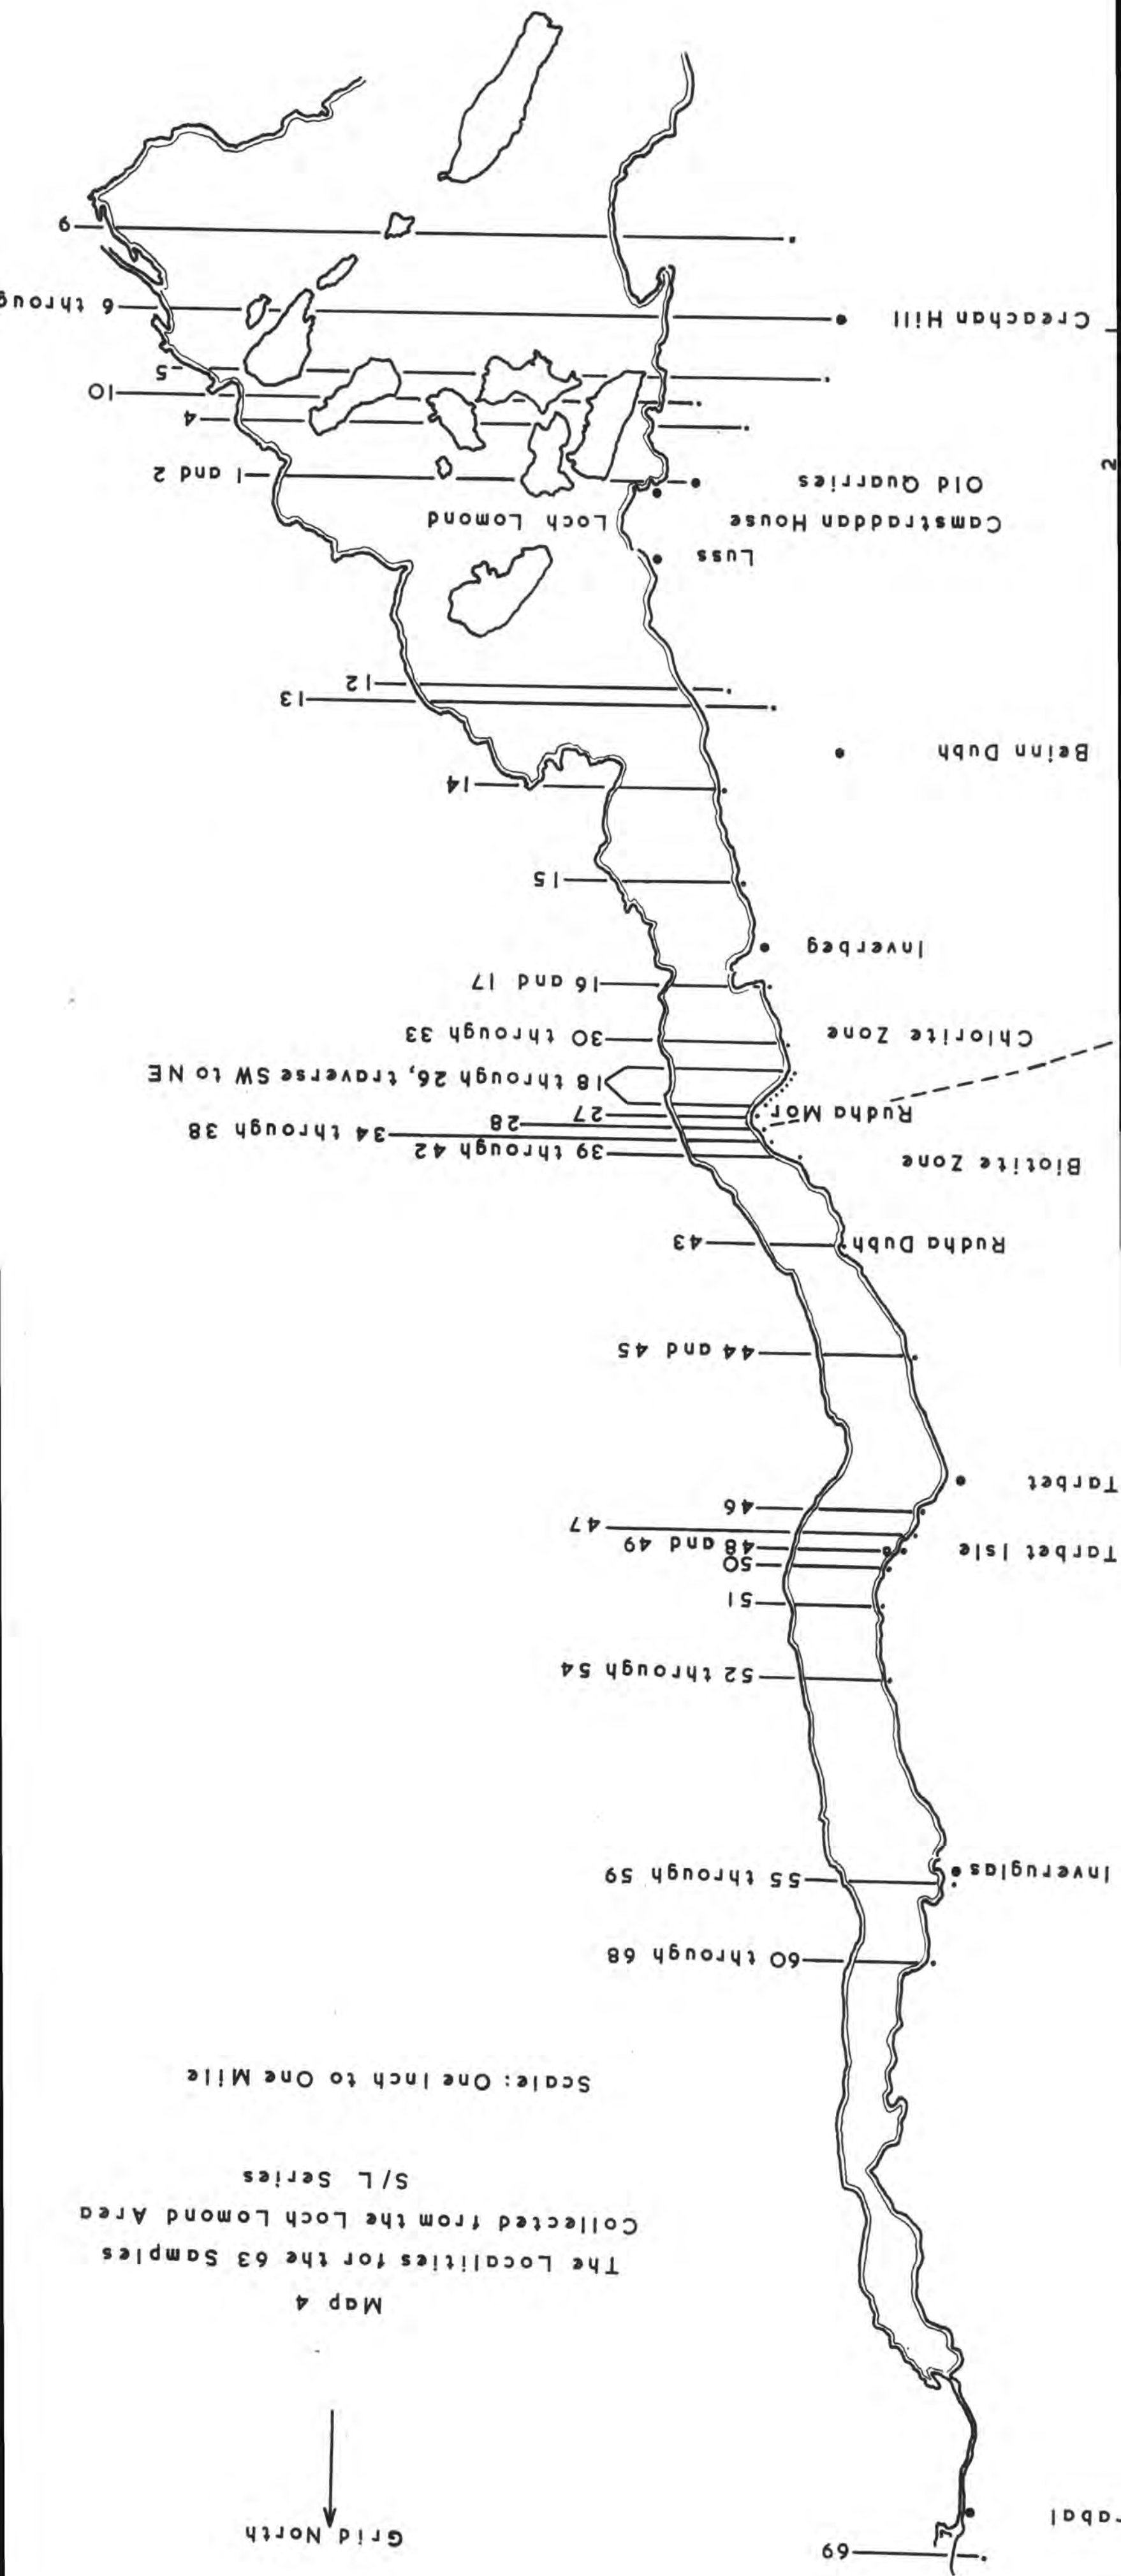 69
Grid North
rabal
Map 4
The Localities for the 63 Samples
Collected from the Loch Lomond Area
S/L Series
Scale: One Inch to One Mile
60 through 68
55 through 59
Inveruglas
52 through 54
51
50
48 and 49
Tarbet Isle
47
46
Tarbet
44 and 45
43
Rudha Dubh
Biotite Zone
39 through 42
34 through 38
28
27
Rudha Mor
18 through 26, traverse SW to NE
Chlorite Zone
30 through 33
16 and 17
Inverbeg
15
14
Beinn Dubh
13
12
Luss
Camstraddan House
Loch Lomond
Old Quarries
1 and 2
2
4
10
5
Creachan Hill
6 throug
9